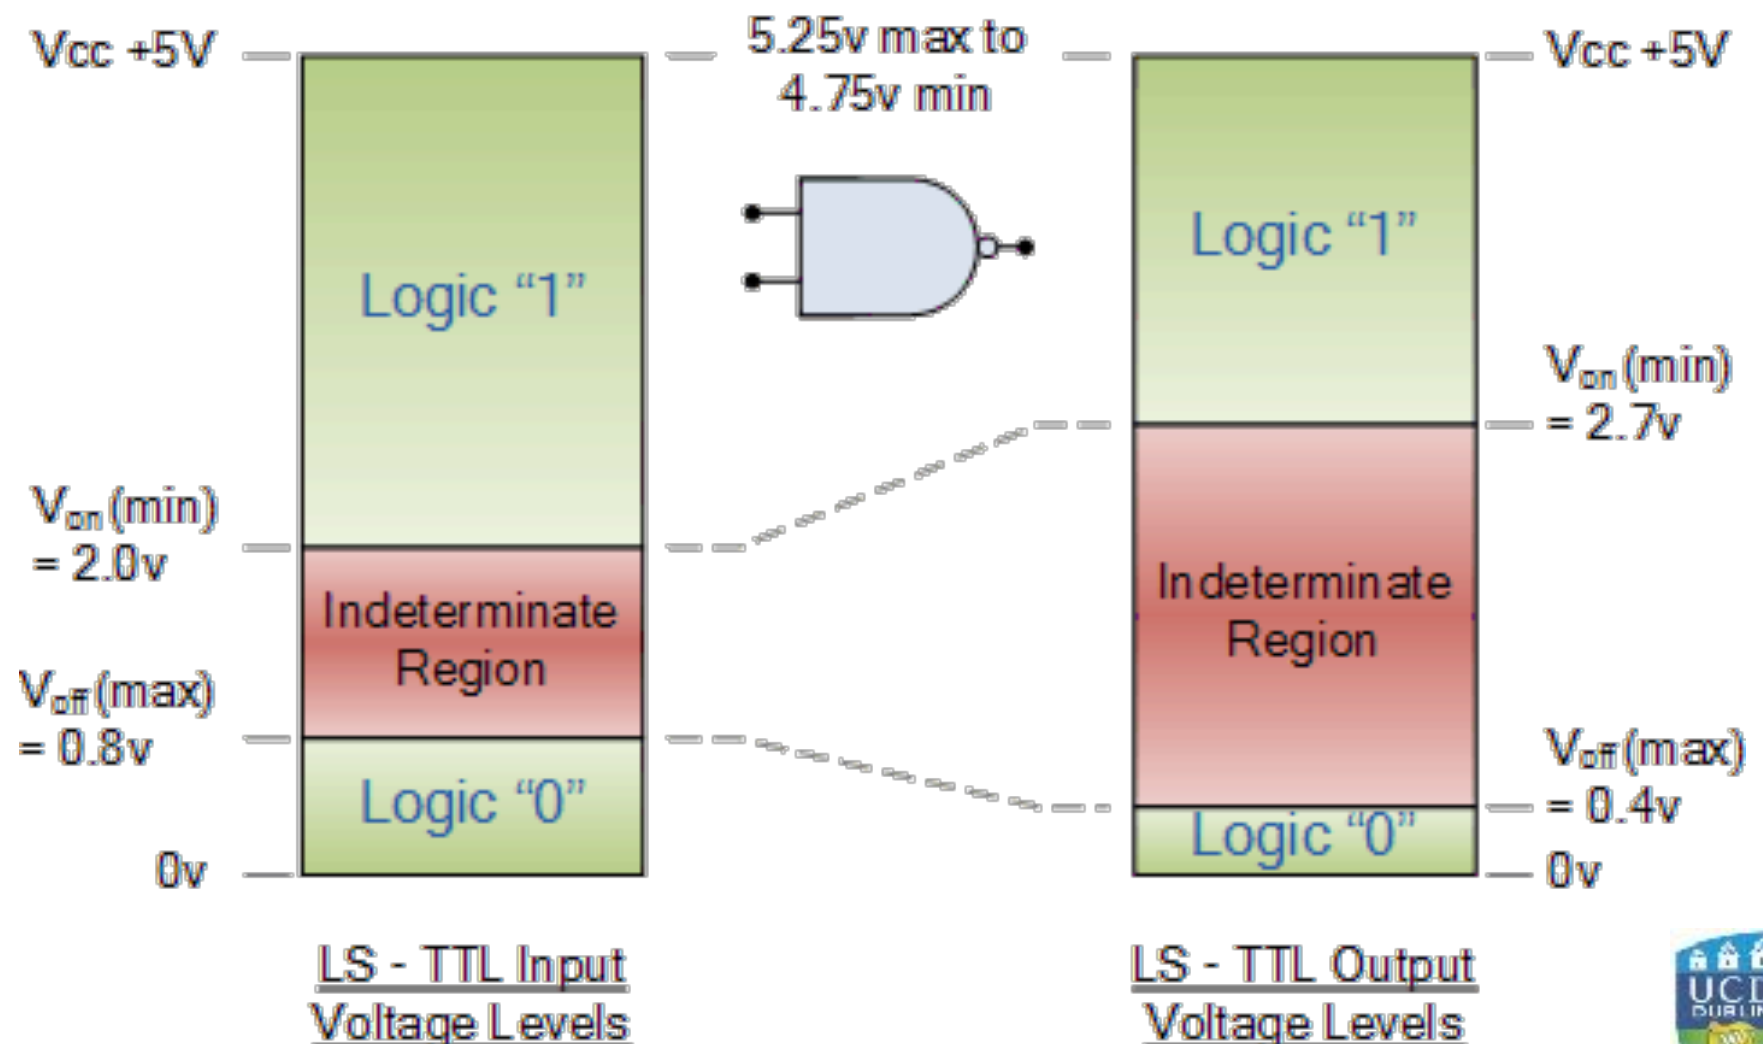 Vcc +5V
5.25v max to
4.75v min
Vcc +5V
Logic “1”
Logic “1”
Von (min)
= 2.7v
Von (min)
= 2.0v
Indeterminate
Region
Indeterminate
Region
Voff (max)
= 0.8v
Voff (max)
= 0.4v
Logic “0”
Logic “0”
0v
0v
LS - TTL Input
Voltage Levels
LS - TTL Output
Voltage Levels
UCD
DUBLIN